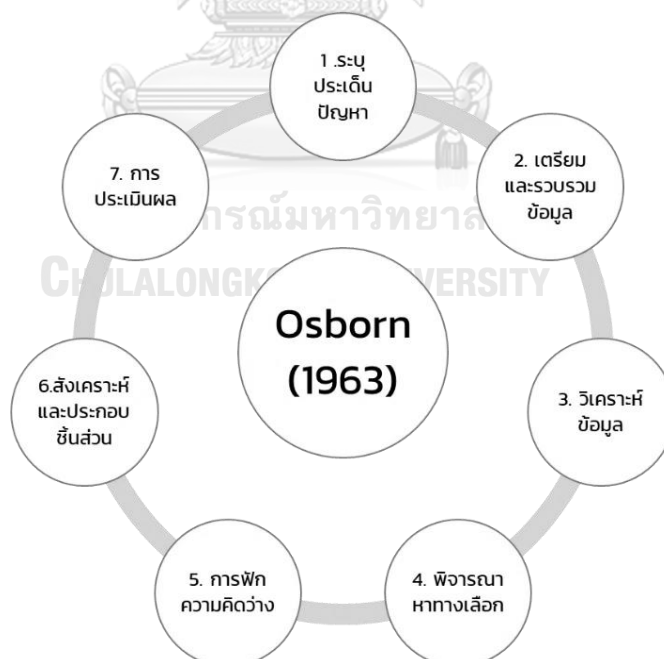 1 .ระบุ
ประเด็น
ปัญหา
2. เตรียม
และรวบรวม
ข้อมูล
3. วิเคราะห์
ข้อมูล
4. พิจารณา
หาทางเลือก
5. การฟัก
ความคิดว่าง
6.สังเคราะห์
และประกอบ
ชิ้นส่วน
7. การ
ประเมินผล
Osborn
(1963)